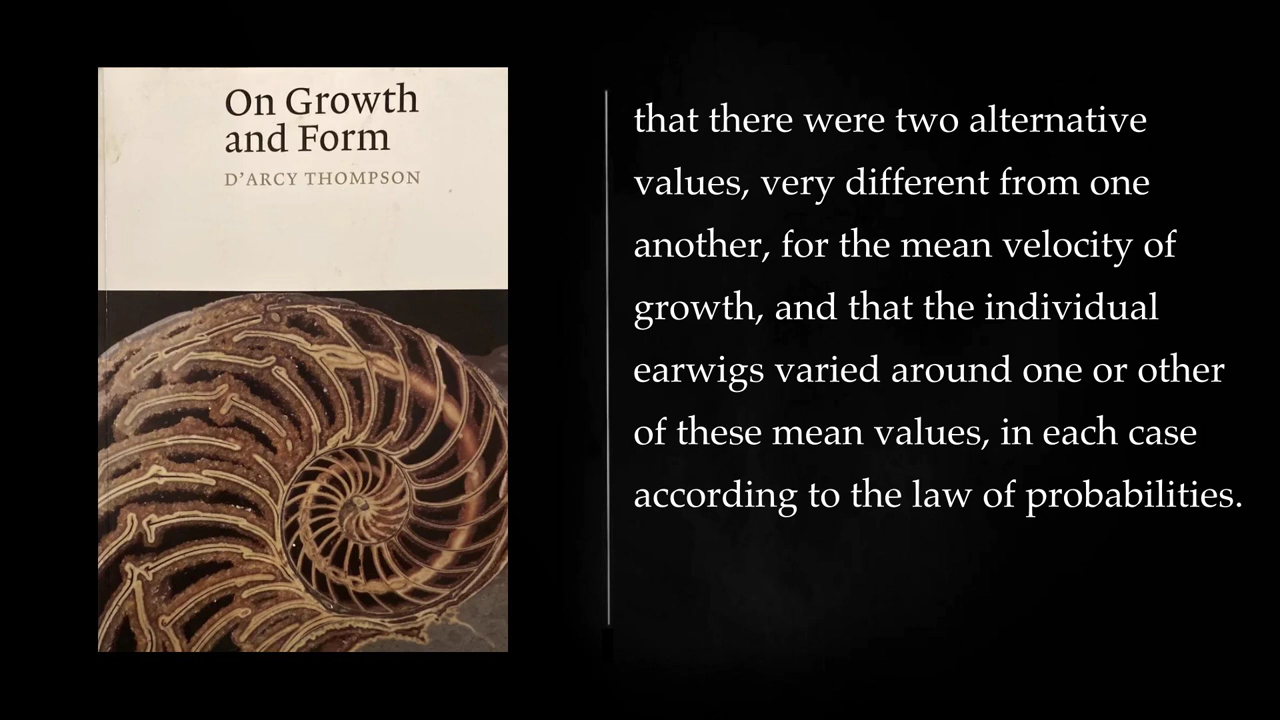 On Growth
and Form
D'ARCY THOMPSON
that there were two alternative
values, very different from one
another, for the mean velocity of
growth, and that the individual
earwigs varied around one or other
of these mean values, in each case
according to the law of probabilities.